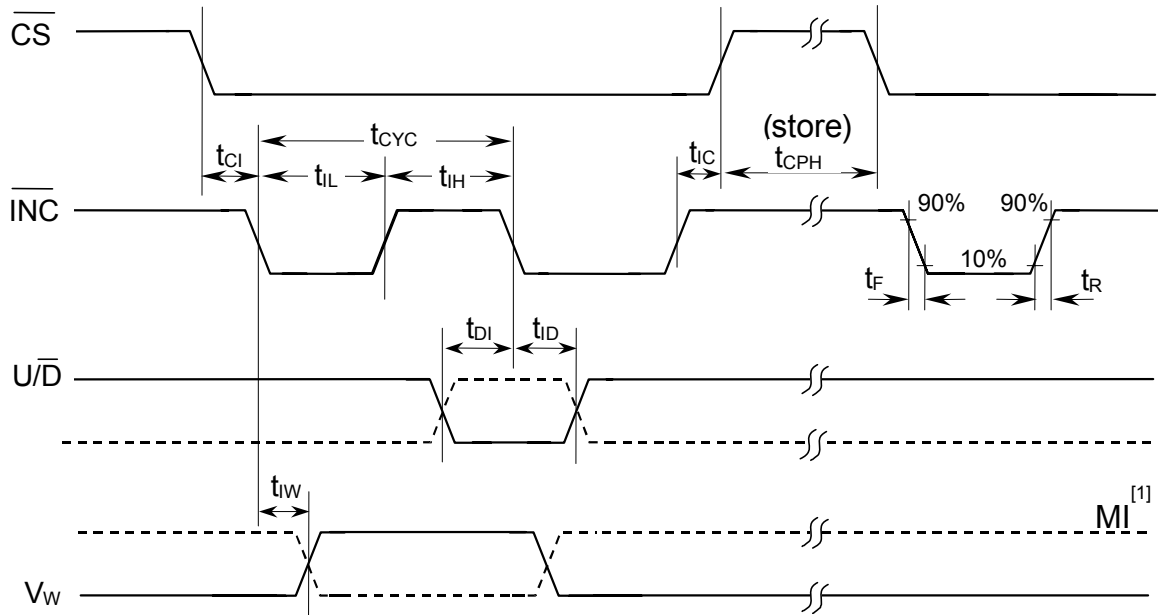 CS
(store)
tCYC
tCI
tIL
tIH
tIC
tCPH
INC
90%
90%
10%
tF
tR
tDI
tID
U/D
tIW
MI[1]
VW